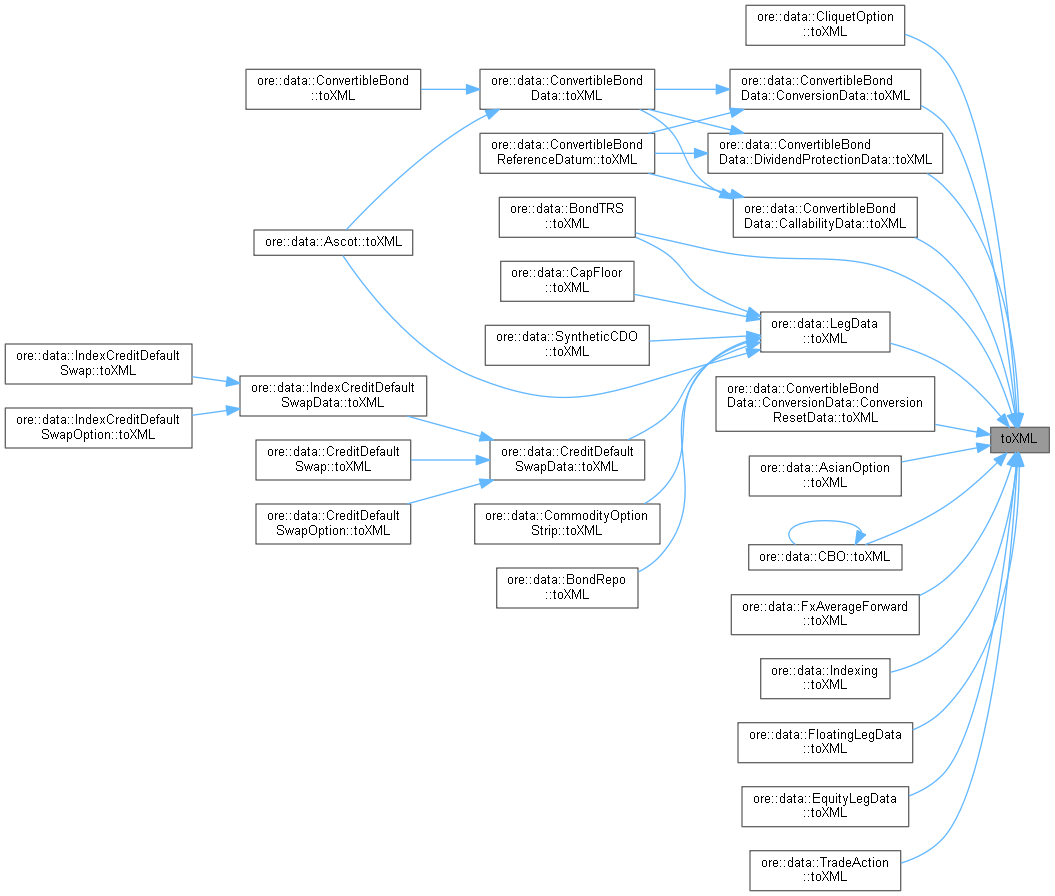 ore::data::CliquetOption
::toXML
ore::data::ConvertibleBond
::toXML
ore::data::ConvertibleBond
Data::toXML
ore::data::ConvertibleBond
Data::ConversionData::toXML
ore::data::ConvertibleBond
ReferenceDatum::toXML
ore::data::ConvertibleBond
Data::DividendProtectionData::toXML
ore::data::BondTRS
::toXML
ore::data::ConvertibleBond
Data::CallabilityData::toXML
ore::data::Ascot::toXML
ore::data::CapFloor
::toXML
ore::data::LegData
::toXML
ore::data::SyntheticCDO
::toXML
ore::data::IndexCreditDefault
Swap::toXML
ore::data::IndexCreditDefault
SwapData::toXML
ore::data::ConvertibleBond
Data::ConversionData::Conversion
ResetData::toXML
ore::data::IndexCreditDefault
SwapOption::toXML
toXML
ore::data::CreditDefault
Swap::toXML
ore::data::CreditDefault
SwapData::toXML
ore::data::AsianOption
::toXML
ore::data::CreditDefault
SwapOption::toXML
ore::data::CommodityOption
Strip::toXML
ore::data::CBO::toXML
ore::data::BondRepo
::toXML
ore::data::FxAverageForward
::toXML
ore::data::Indexing
::toXML
ore::data::FloatingLegData
::toXML
ore::data::EquityLegData
::toXML
ore::data::TradeAction
::toXML